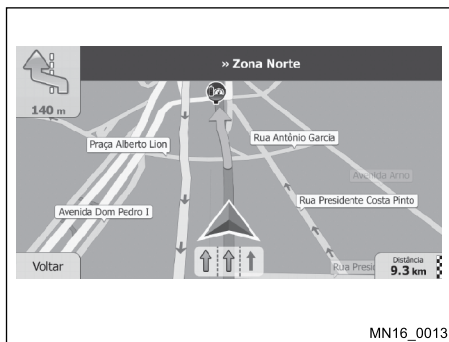 » Zona Norte
140 m
Rua Antônio Garcia
Praça Alberto Lion
Avenida Arno
Rua Presidente Costa Pinto
Avenida Dom Pedro I
Voltar
Rua Presid
Distância
9.3 km
MN16_0013